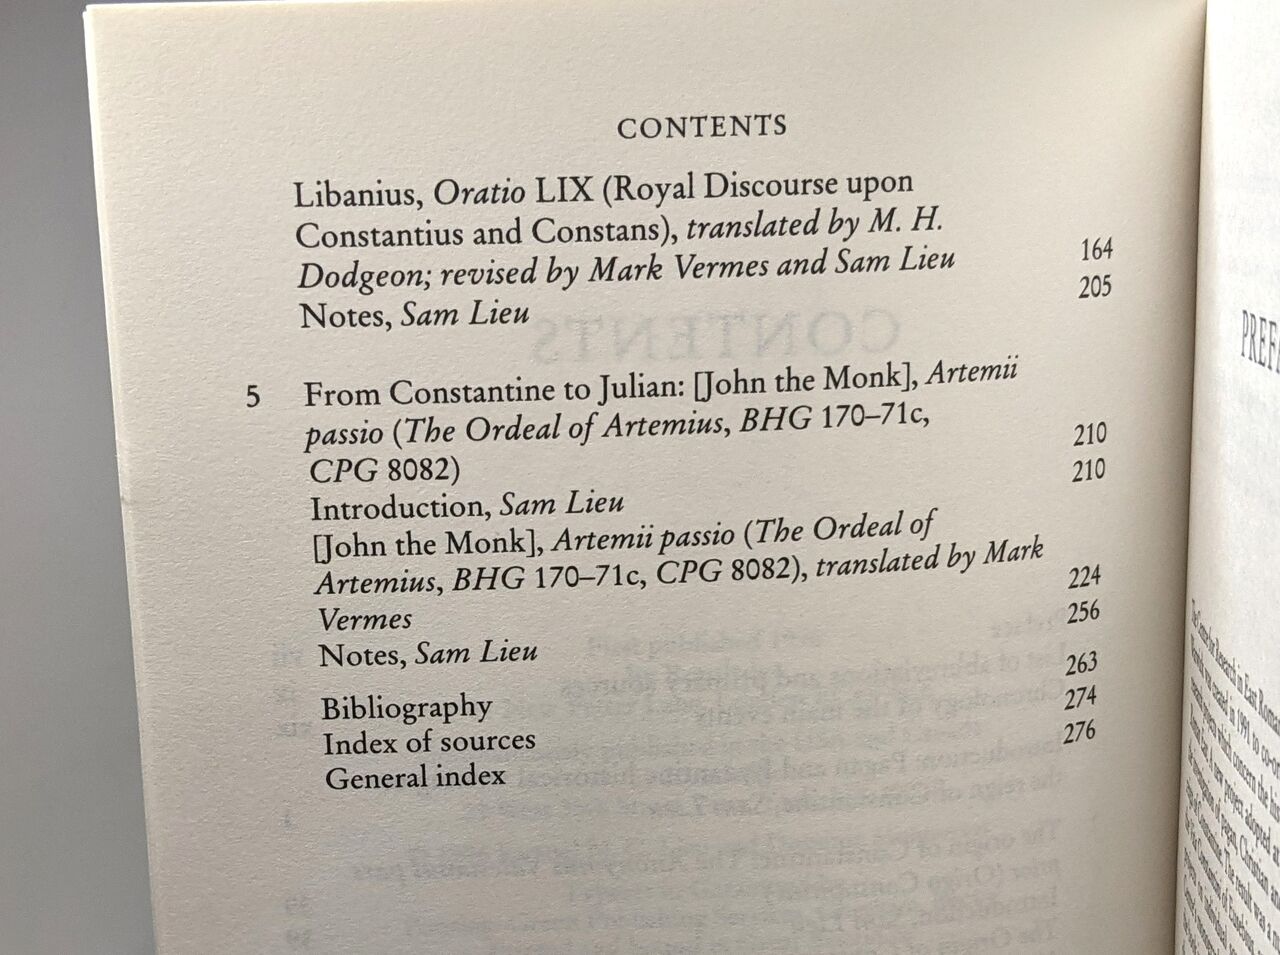 CONTENTS
Libanius, Oratio LIX (Royal Discourse upon
Constantius and Constans), translated by M. H.
Dodgeon; revised by Mark Vermes and Sam Lieu 164
Notes, Sam Lieu 205
5 From Constantine to Julian: [John the Monk], Artemii
passio (The Ordeal of Artemius, BHG 170–71c,
CPG 8082) 210
Introduction, Sam Lieu 210
[John the Monk], Artemii passio (The Ordeal of
Artemius, BHG 170–71c, CPG 8082), translated by Mark
Vermes 224
Notes, Sam Lieu 256
Bibliography 263
Index of sources 274
General index 276